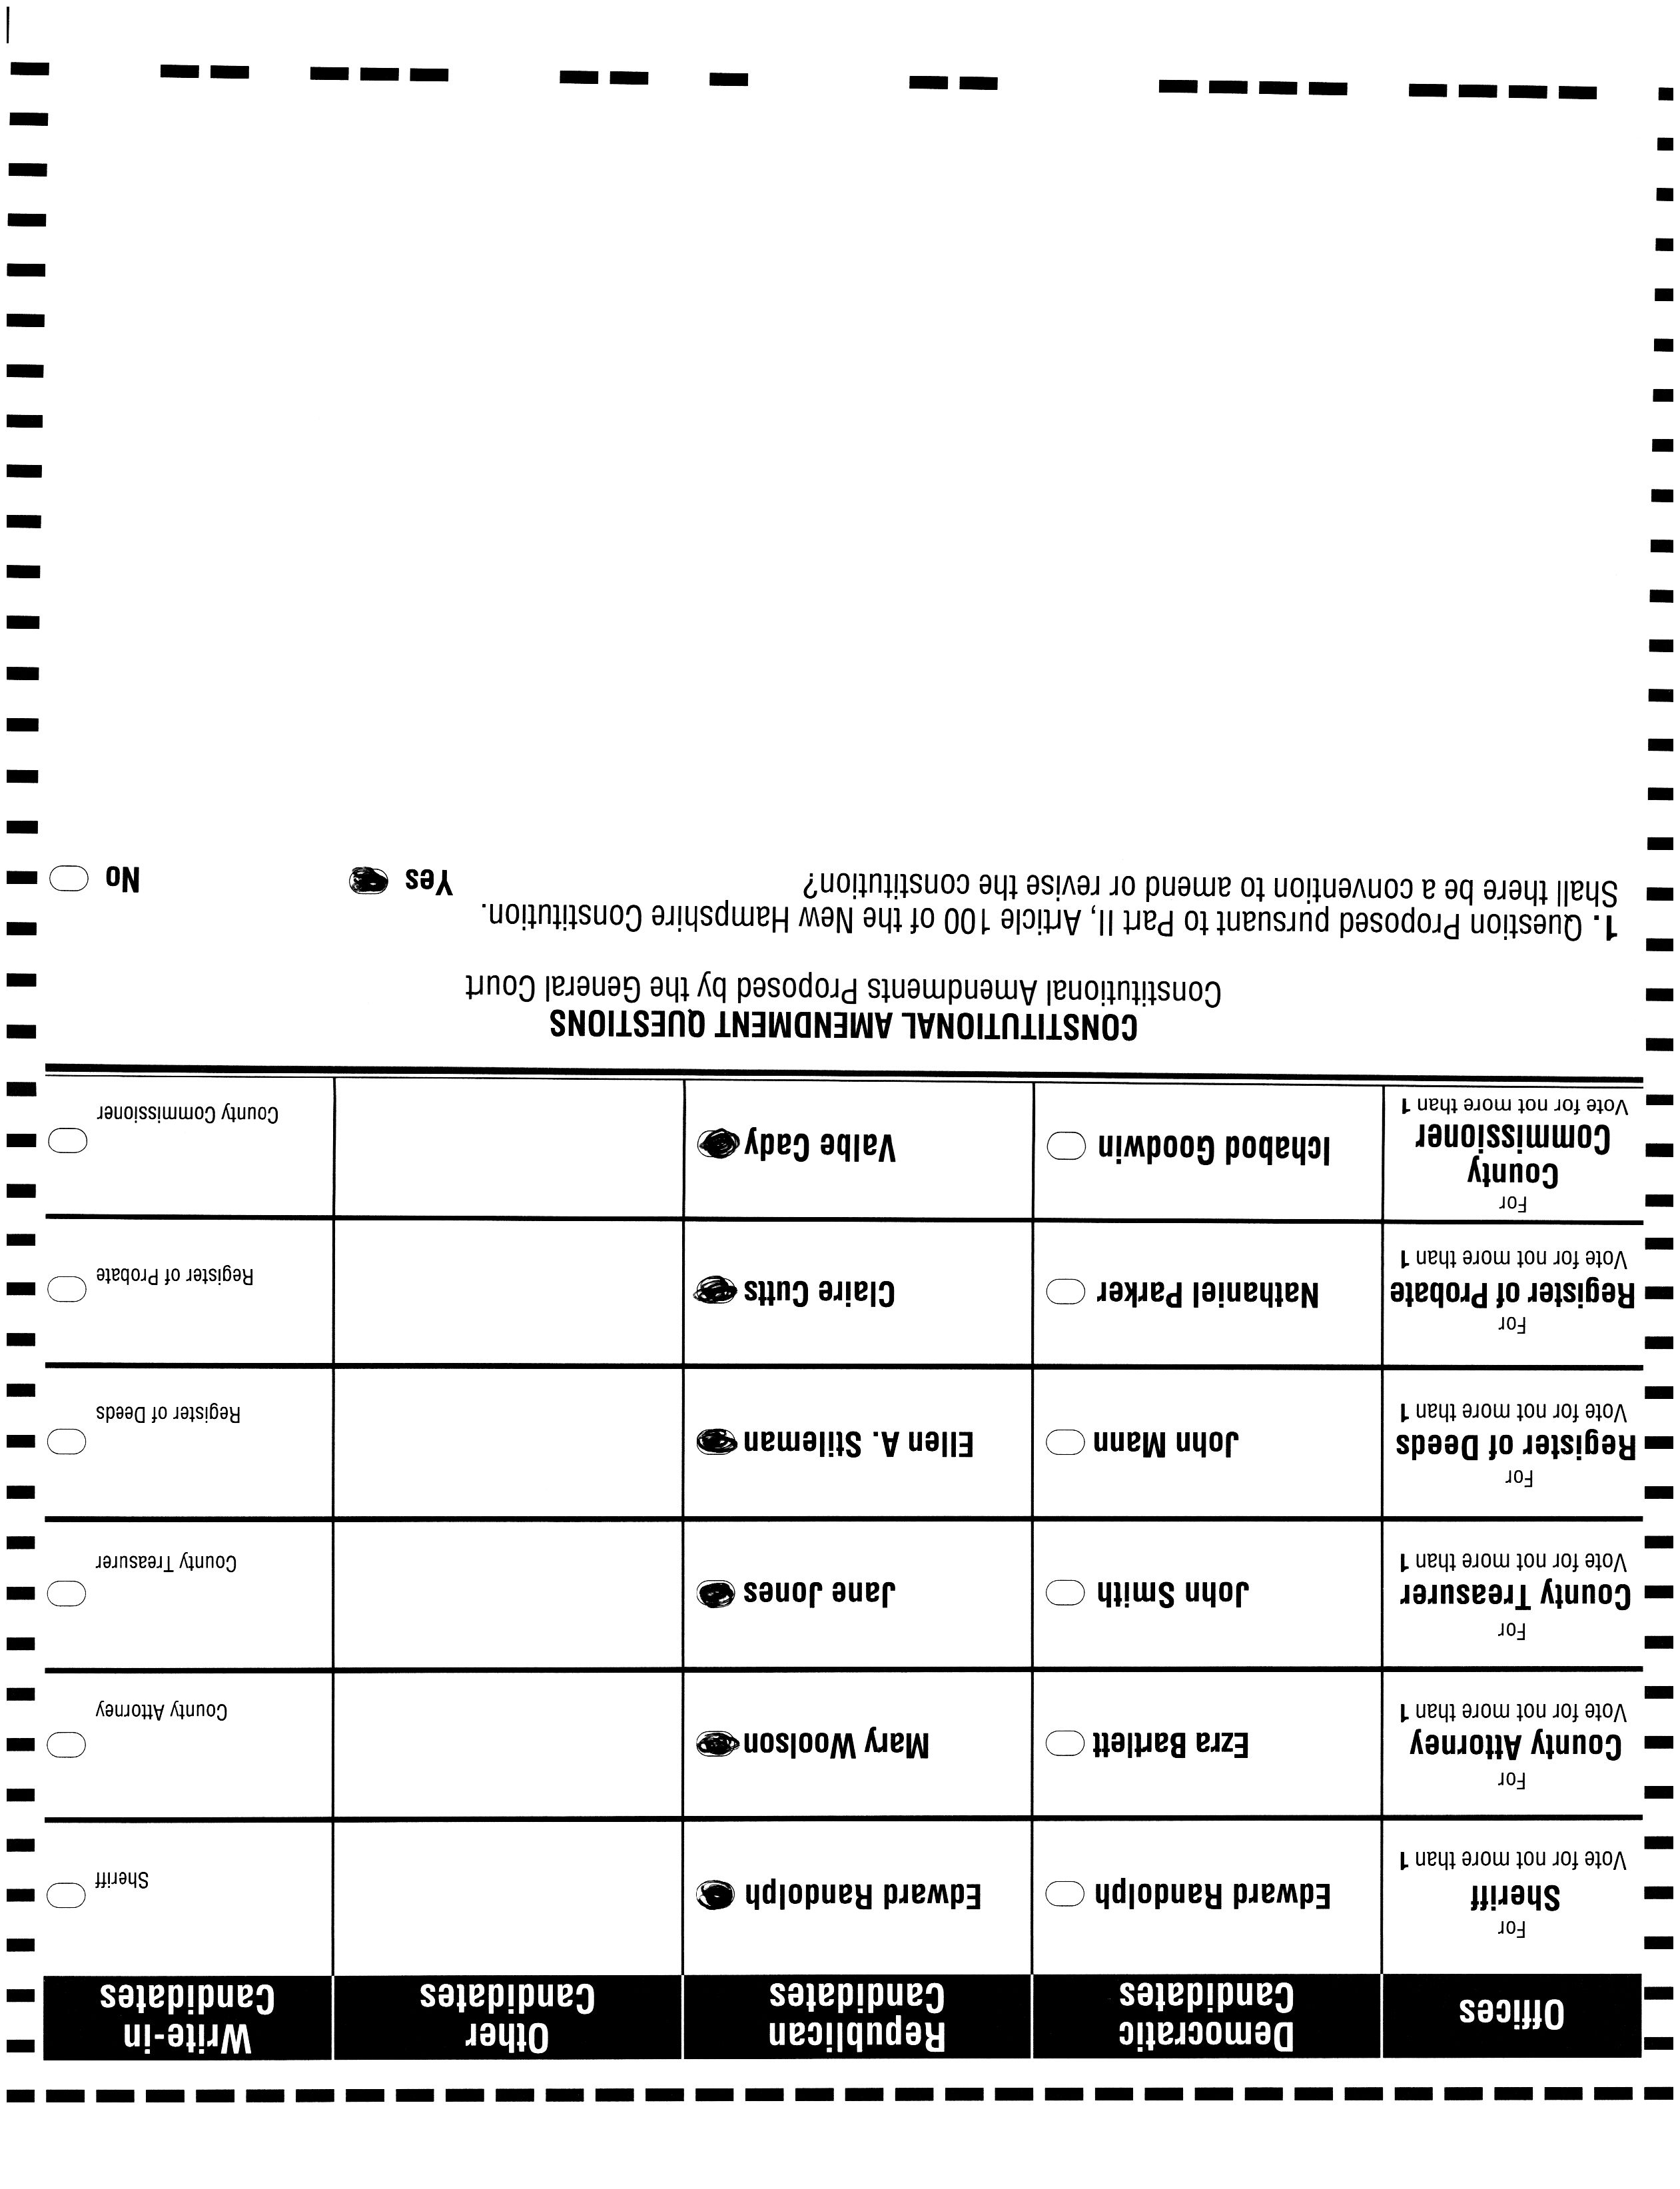 Offices
Democratic
Candidates
Republican
Candidates
Other
Candidates
Write-in
Candidates
For
Sheriff
Vote for not more than 1
Edward Randolph
Edward Randolph
Sheriff
For
County Attorney
Vote for not more than 1
Ezra Bartlett
Mary Woolson
County Attorney
For
County Treasurer
Vote for not more than 1
John Smith
Jane Jones
County Treasurer
For
Register of Deeds
Vote for not more than 1
John Mann
Ellen A. Stileman
Register of Deeds
For
Register of Probate
Vote for not more than 1
Nathaniel Parker
Claire Cutts
Register of Probate
For
County
Commissioner
Vote for not more than 1
Ichabod Goodwin
Valbe Cady
County Commissioner
CONSTITUTIONAL AMENDMENT QUESTIONS
Constitutional Amendments Proposed by the General Court
1. Question Proposed pursuant to Part II, Article 100 of the New Hampshire Constitution.
Shall there be a convention to amend or revise the constitution?
Yes
No